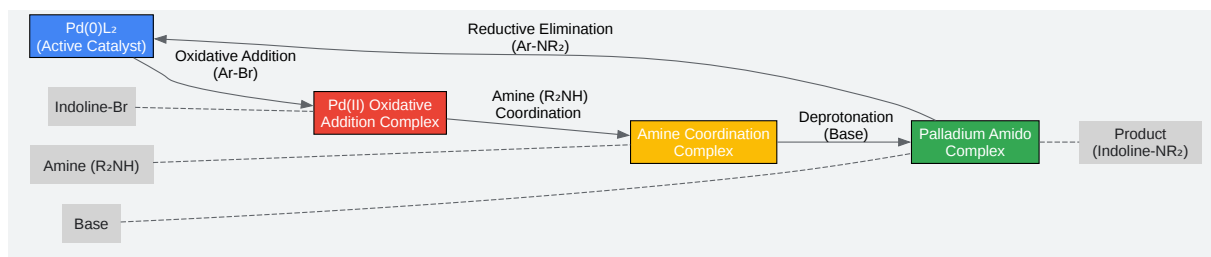 Pd(0)L₂
(Active Catalyst)
Reductive Elimination
(Ar-NR₂)
Oxidative Addition
(Ar-Br)
Indoline-Br
Pd(II) Oxidative
Addition Complex
Amine (R₂NH)
Coordination
Amine Coordination
Complex
Deprotonation
(Base)
Palladium Amido
Complex
Product
(Indoline-NR₂)
Amine (R₂NH)
Base